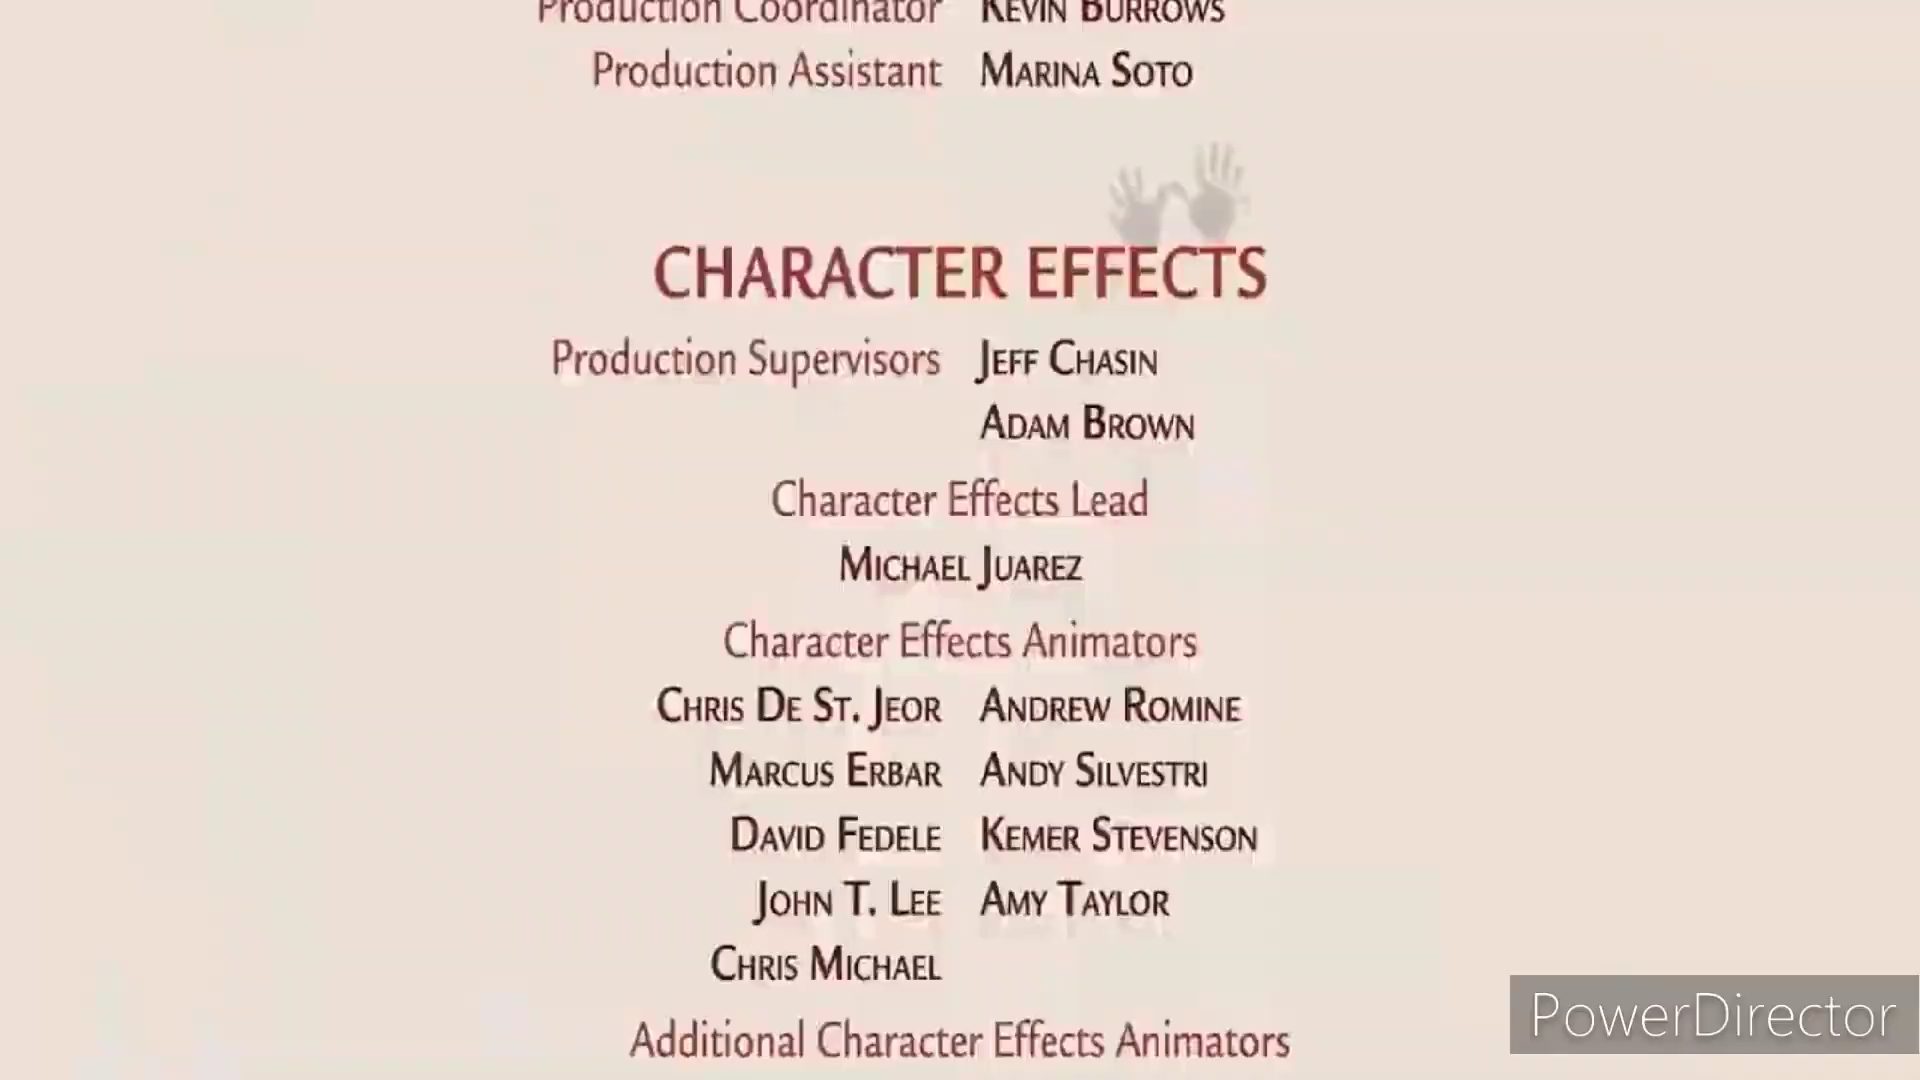 Production Coordinator KEVIN BURROWS
Production Assistant MARINA SOTO
CHARACTER EFFECTS
Production Supervisors JEFF CHASIN
ADAM BROWN
Character Effects Lead
MICHAEL JUAREZ
Character Effects Animators
CHRIS DE ST. JEOR ANDREW ROMINE
MARCUS ERBAR ANDY SILVESTRI
DAVID FEDELE KEMER STEVENSON
JOHN T. LEE AMY TAYLOR
CHRIS MICHAEL
Additional Character Effects Animators
PowerDirector